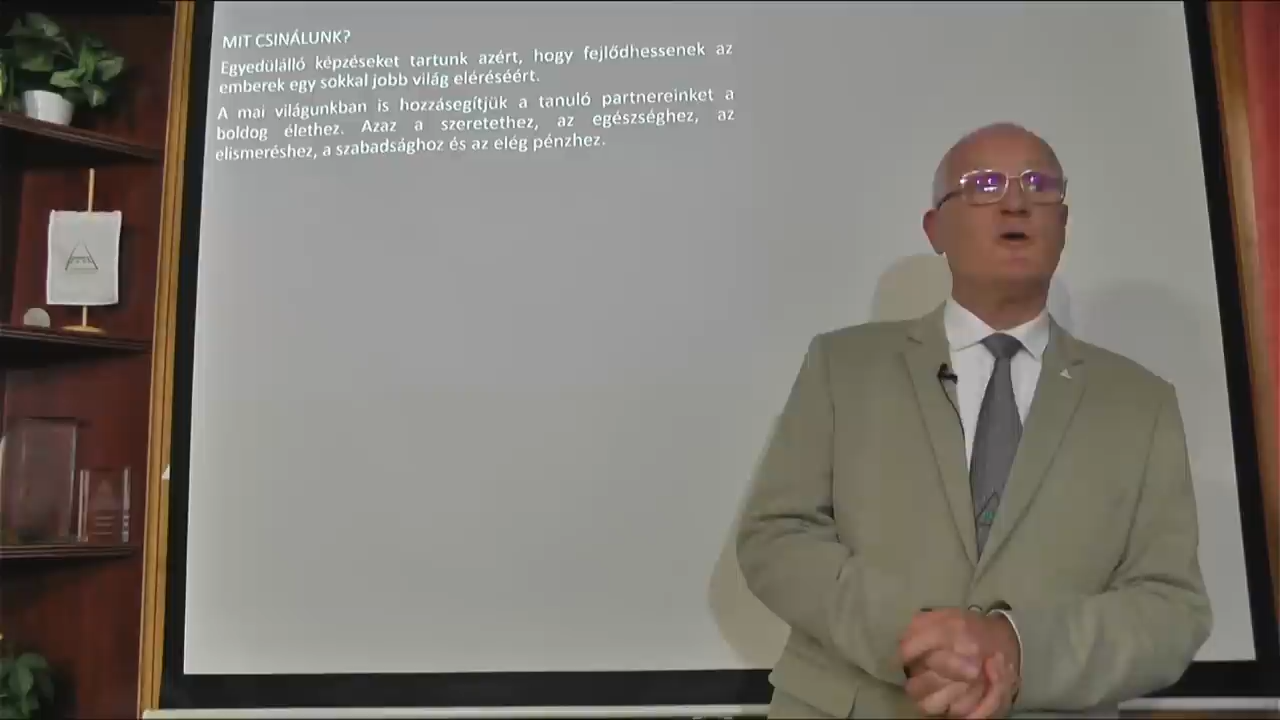 MIT CSINÁLUNK?
Egyedülálló képzéseket tartunk azért, hogy fejlődhessenek az
emberek egy sokkal jobb világ eléréséért.
A mai világunkban is hozzásegítjük a tanuló partnereinket a
boldog élethez. Azaz a szeretethez, az egészséghez, az
elismeréshez, a szabadsághoz és az elég pénzhez.